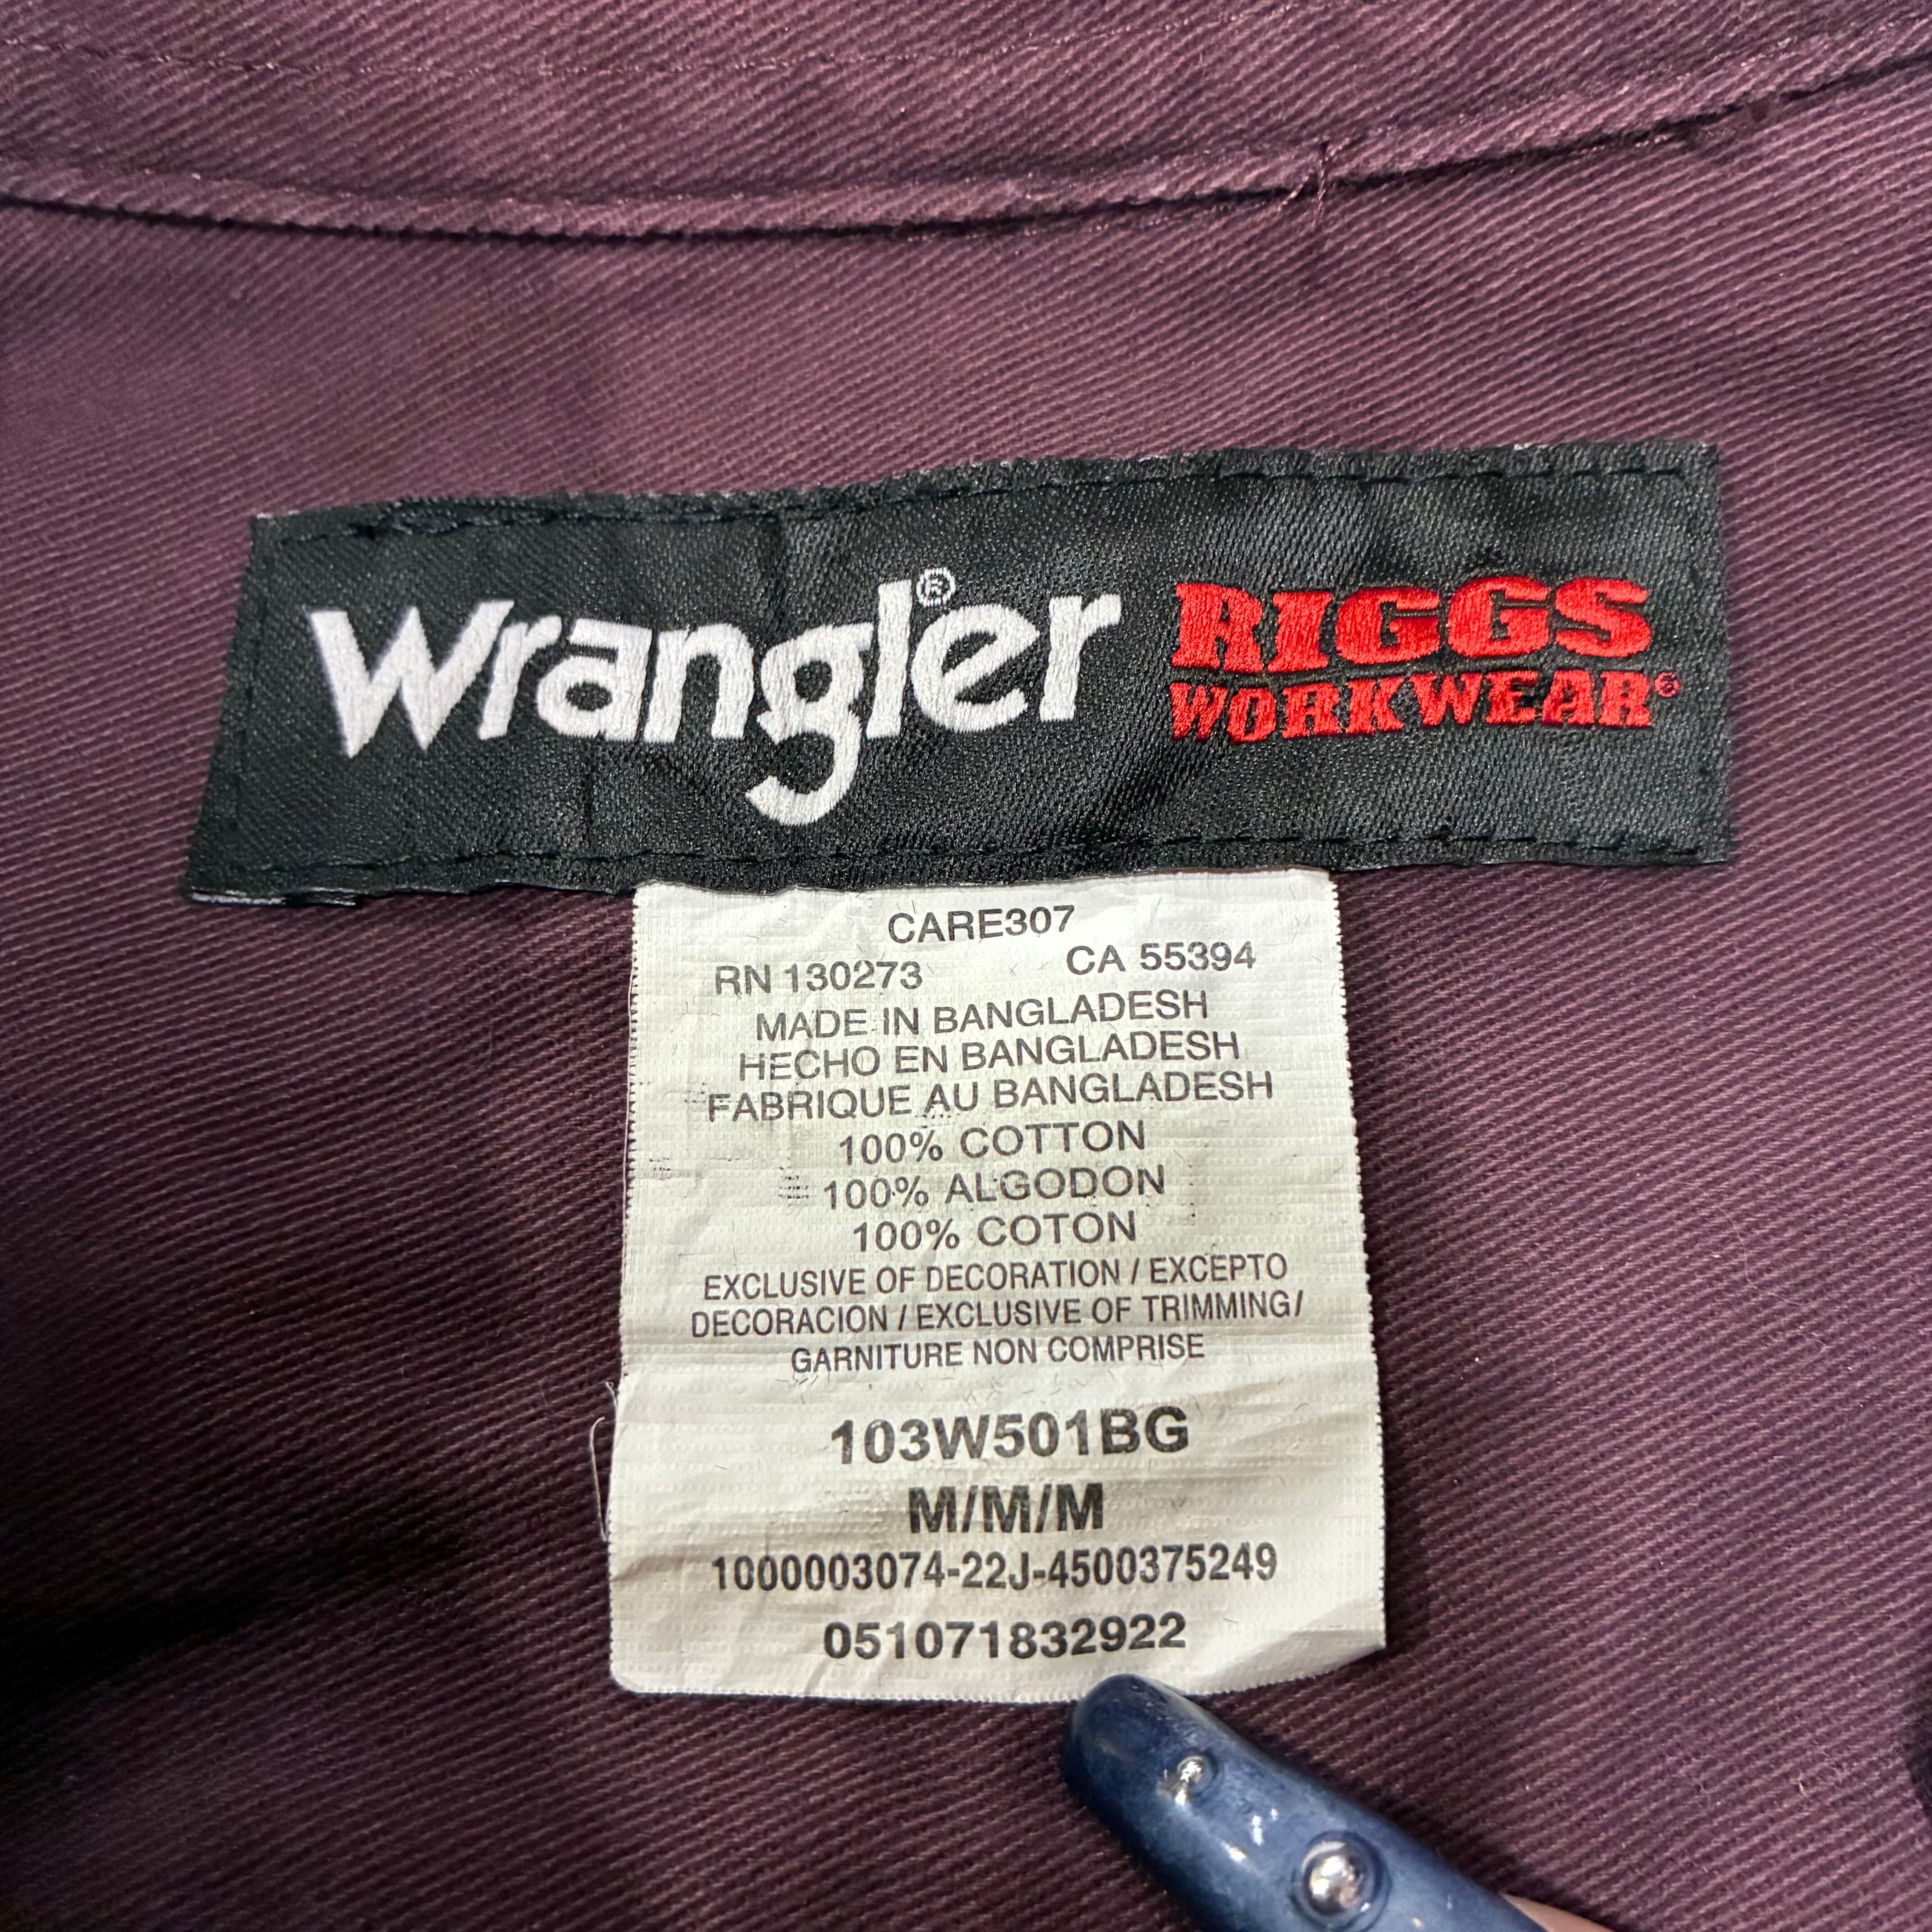 Wrangler® RIGGS
WORKWEAR®
CARE307
RN 130273 CA 55394
MADE IN BANGLADESH
HECHO EN BANGLADESH
FABRIQUE AU BANGLADESH
100% COTTON
100% ALGODON
100% COTON
EXCLUSIVE OF DECORATION / EXCEPTO
DECORACION / EXCLUSIVE OF TRIMMING/
GARNITURE NON COMPRISE
103W501BG
M/M/M
1000003074-22J-4500375249
051071832922